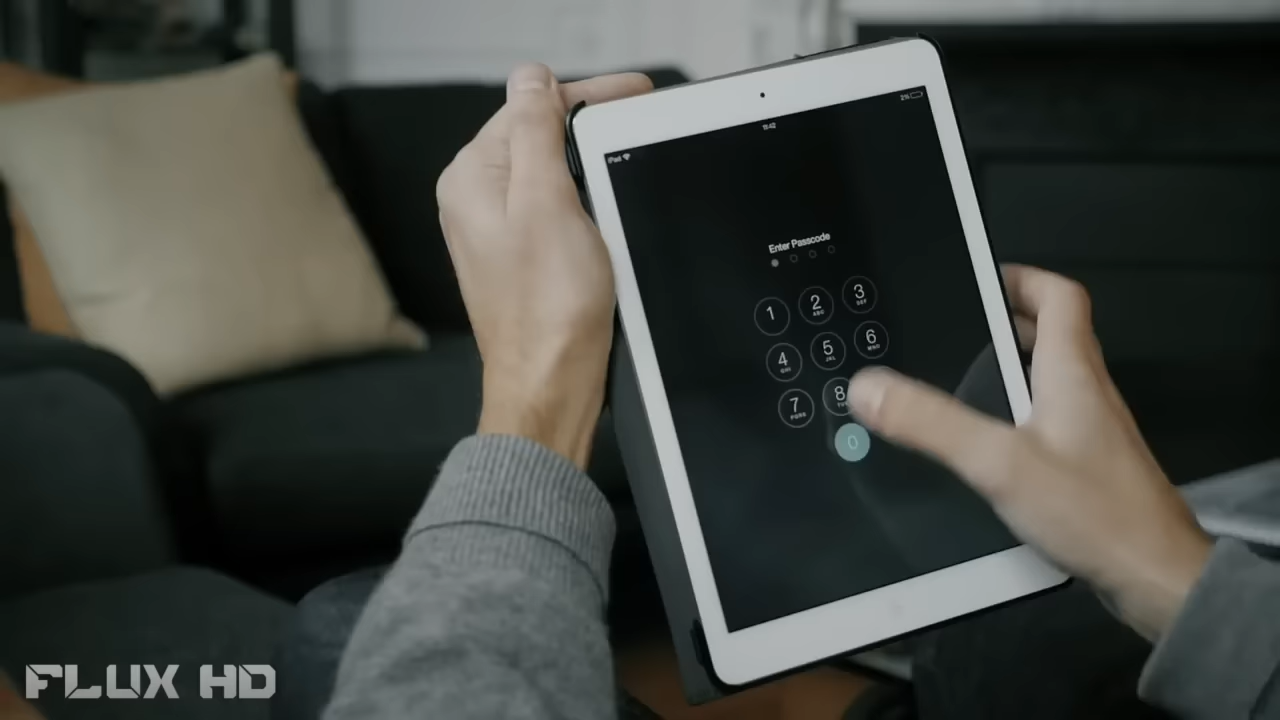 iPad
11:42
2%
Enter Passcode
1
2
ABC
3
DEF
4
GHI
5
JKL
6
MNO
7
PQRS
8
0
FLUX HD